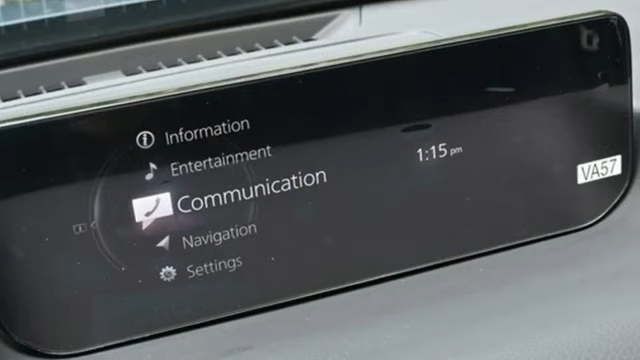 Information
Entertainment
Communication
1:15 pm
VA57
Navigation
Settings